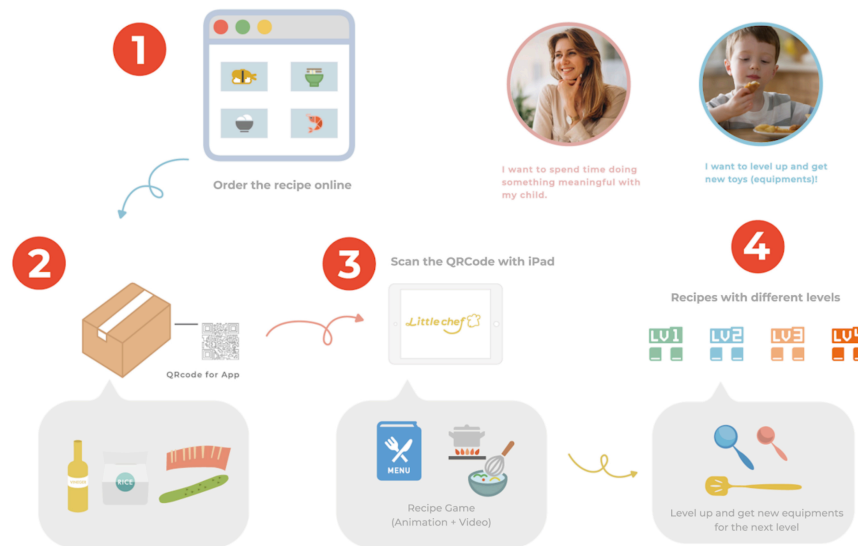 1
Order the recipe online
I want to spend time doing
something meaningful with
my child.
I want to level up and get
new toys (equipments)!
2
QRcode for App
RICE
3
Scan the QRCode with iPad
Little chef
MENU
Recipe Game
(Animation + Video)
4
Recipes with different levels
LV1
LV2
LV3
LV4
Level up and get new equipments
for the next level